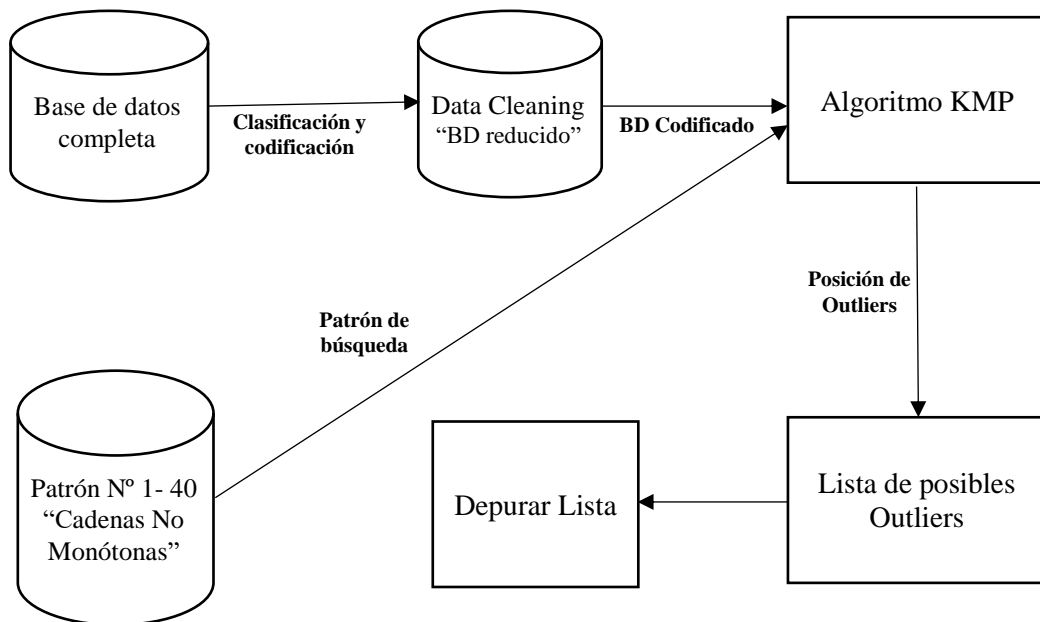 Base de datos
completa
Clasificación y
codificación
Data Cleaning
“BD reducido”
BD Codificado
Algoritmo KMP
Posición de
Outliers
Patrón de
búsqueda
Patrón Nº 1- 40
“Cadenas No
Monótonas”
Depurar Lista
Lista de posibles
Outliers